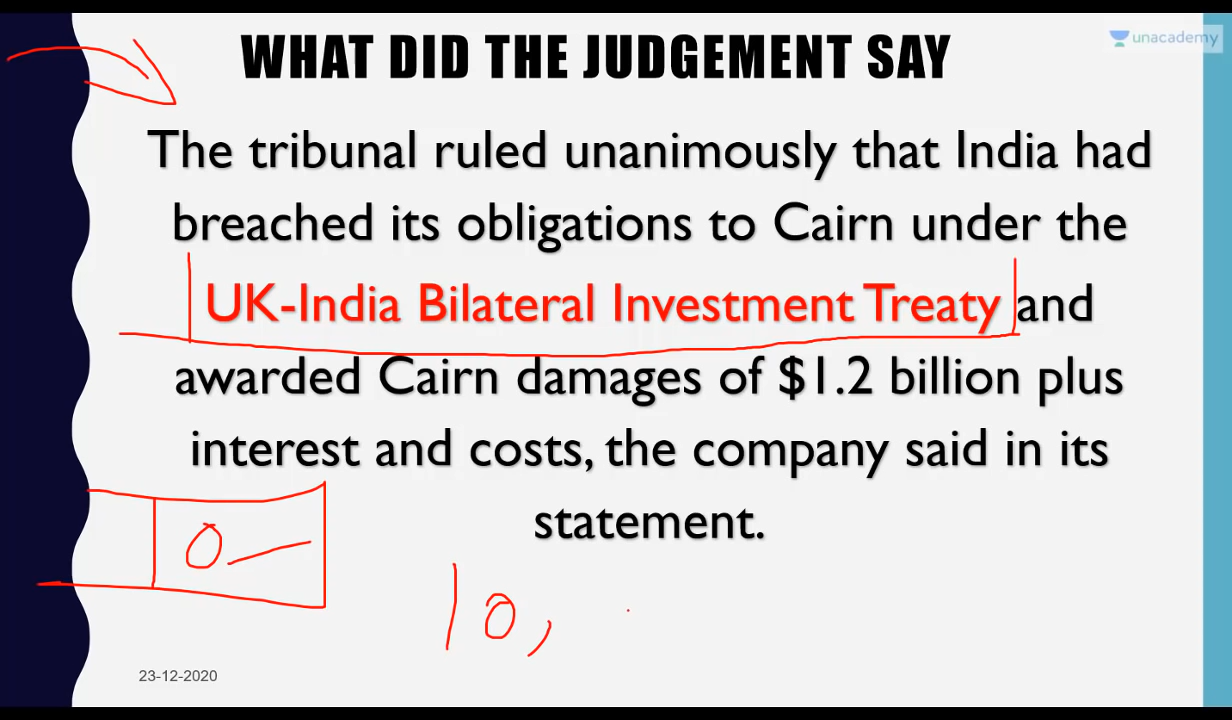 WHAT DID THE JUDGEMENT SAY
unacademy
The tribunal ruled unanimously that India had
breached its obligations to Cairn under the
UK-India Bilateral Investment Treaty and
awarded Cairn damages of $1.2 billion plus
interest and costs, the company said in its
statement.
0
10,
23-12-2020